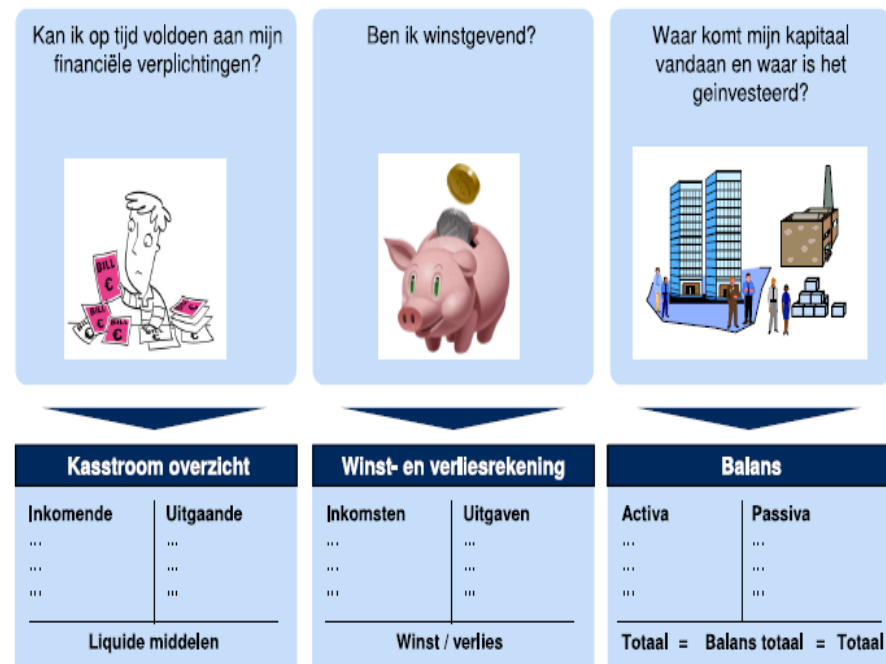 Kan ik op tijd voldoen aan mijn
financiële verplichtingen?
BILL
€
BILL
€
BILL
€
BILL
€
€
€
Kasstroom overzicht
Inkomende Uitgaande
... ...
... ...
... ...
Liquide middelen
Ben ik winstgevend?
Winst- en verliesrekening
Inkomsten Uitgaven
... ...
... ...
... ...
Winst / verlies
Waar komt mijn kapitaal
vandaan en waar is het
geinvesteerd?
Balans
Activa Passiva
... ...
... ...
... ...
Totaal = Balans totaal = Totaal